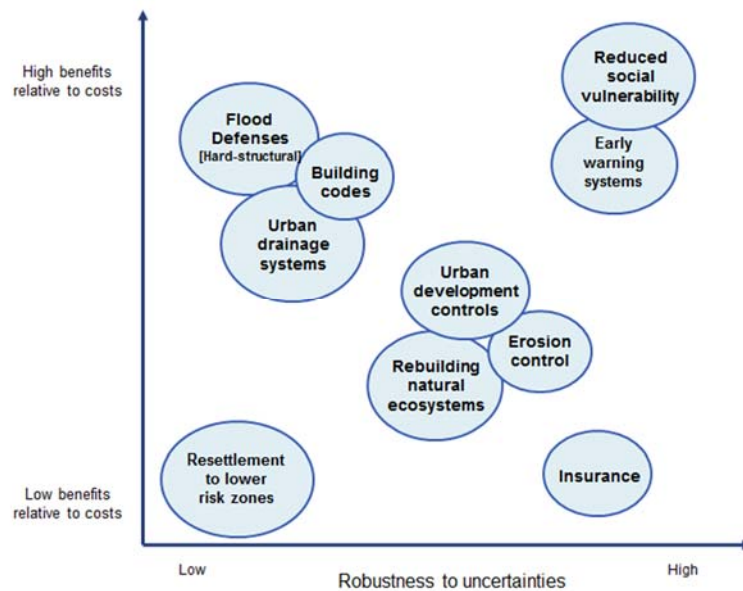 High benefits
relative to costs
Reduced
social
vulnerability
Flood
Defenses
[Hard-structural]
Building
codes
Early
warning
systems
Urban
drainage
systems
Urban
development
controls
Erosion
control
Rebuilding
natural
ecosystems
Resettlement
to lower
risk zones
Insurance
Low benefits
relative to costs
Low
High
Robustness to uncertainties